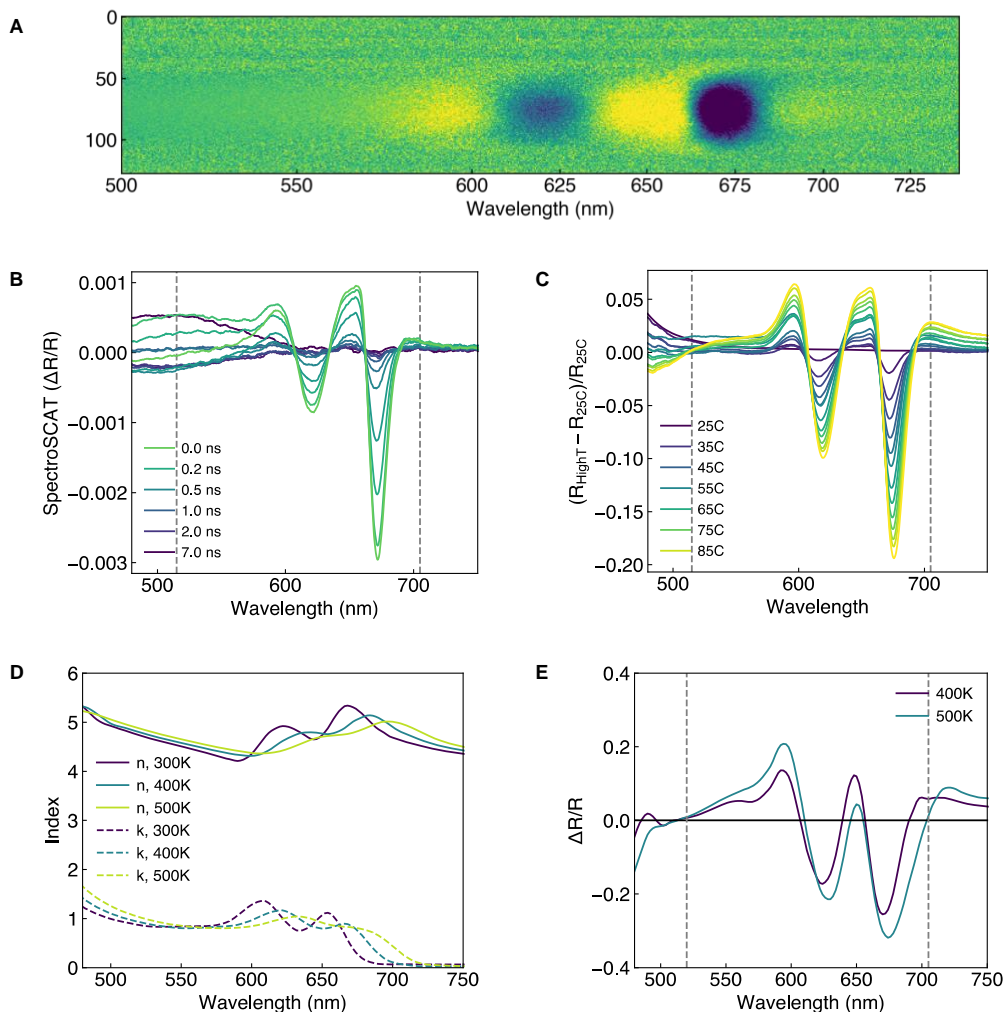 A
0
50
100
500
550
600
625
650
675
700
725
Wavelength (nm)
B
SpectroSCAT (ΔR/R)
0.001
0.000
−0.001
−0.002
−0.003
0.0 ns
0.2 ns
0.5 ns
1.0 ns
2.0 ns
7.0 ns
500
600
700
Wavelength (nm)
C
(R_HighT − R_25C)/R_25C
0.05
0.00
−0.05
−0.10
−0.15
−0.20
25C
35C
45C
55C
65C
75C
85C
500
600
700
Wavelength
D
Index
6
5
4
3
2
1
0
n, 300K
n, 400K
n, 500K
k, 300K
k, 400K
k, 500K
500
550
600
650
700
750
Wavelength (nm)
E
ΔR/R
0.4
0.2
0.0
−0.2
−0.4
400K
500K
500
550
600
650
700
750
Wavelength (nm)